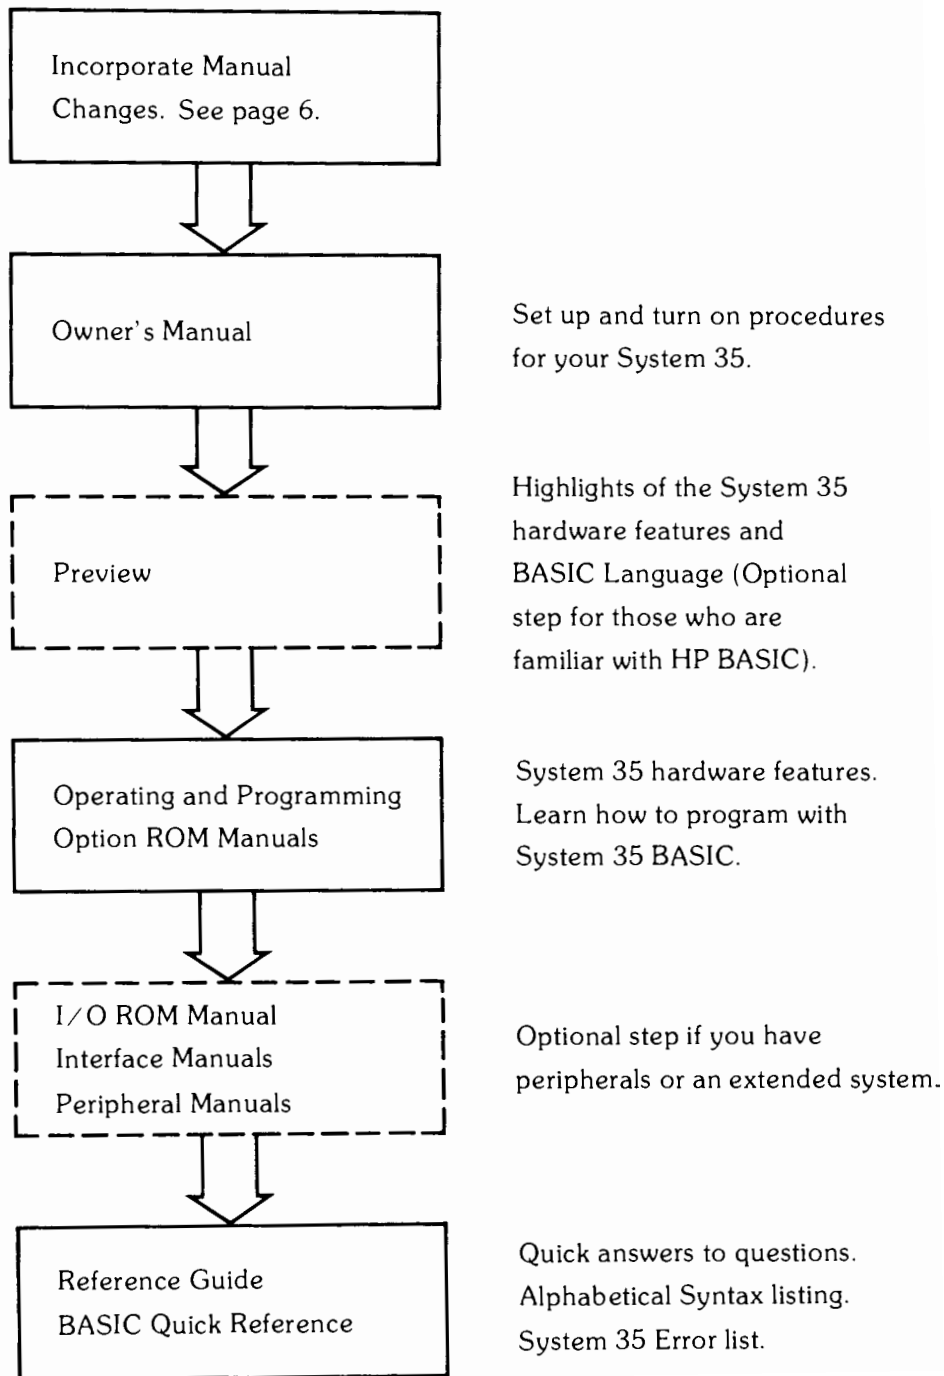 Incorporate Manual
Changes. See page 6.
Owner's Manual
Set up and turn on procedures
for your System 35.
Preview
Highlights of the System 35
hardware features and
BASIC Language (Optional
step for those who are
familiar with HP BASIC).
Operating and Programming
Option ROM Manuals
System 35 hardware features.
Learn how to program with
System 35 BASIC.
I/O ROM Manual
Interface Manuals
Peripheral Manuals
Optional step if you have
peripherals or an extended system.
Reference Guide
BASIC Quick Reference
Quick answers to questions.
Alphabetical Syntax listing.
System 35 Error list.